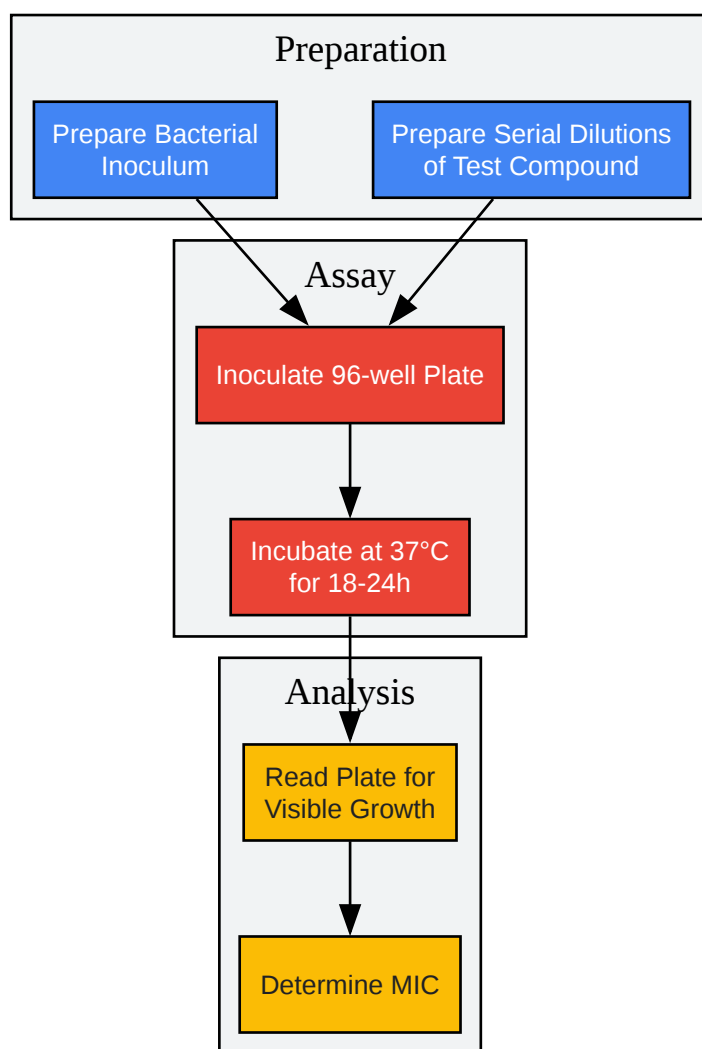 Preparation
Prepare Bacterial
Inoculum
Prepare Serial Dilutions
of Test Compound
Assay
Inoculate 96-well Plate
Incubate at 37°C
for 18-24h
Analysis
Read Plate for
Visible Growth
Determine MIC